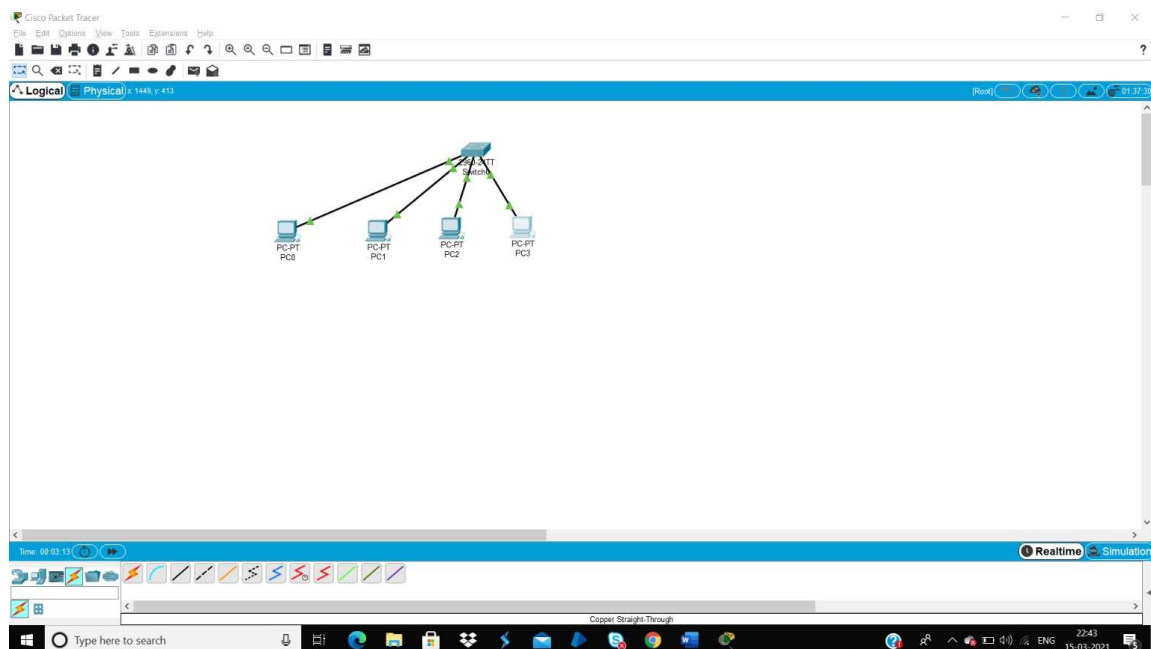 Cisco Packet Tracer
File Edit Options View Tools Extensions Help
?
Logical Physical x: 1449, y: 413 [Root] 01:37:30
2960-24TT
Switch0
PC-PT
PC0
PC-PT
PC1
PC-PT
PC2
PC-PT
PC3
Time: 00:03:13 Realtime Simulation
Copper Straight-Through
Type here to search ENG 22:43
15-03-2021